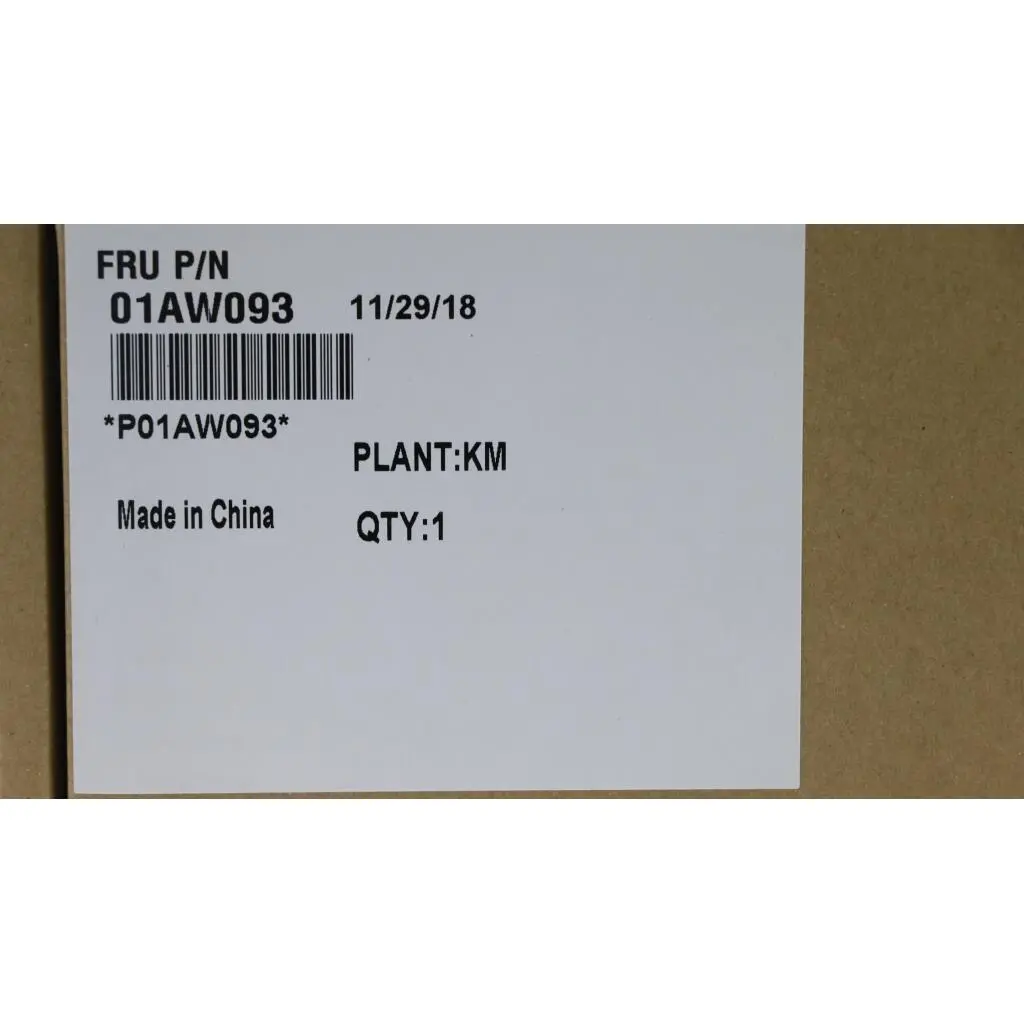 FRU P/N
01AW093 11/29/18
*P01AW093*
PLANT:KM
Made in China
QTY:1